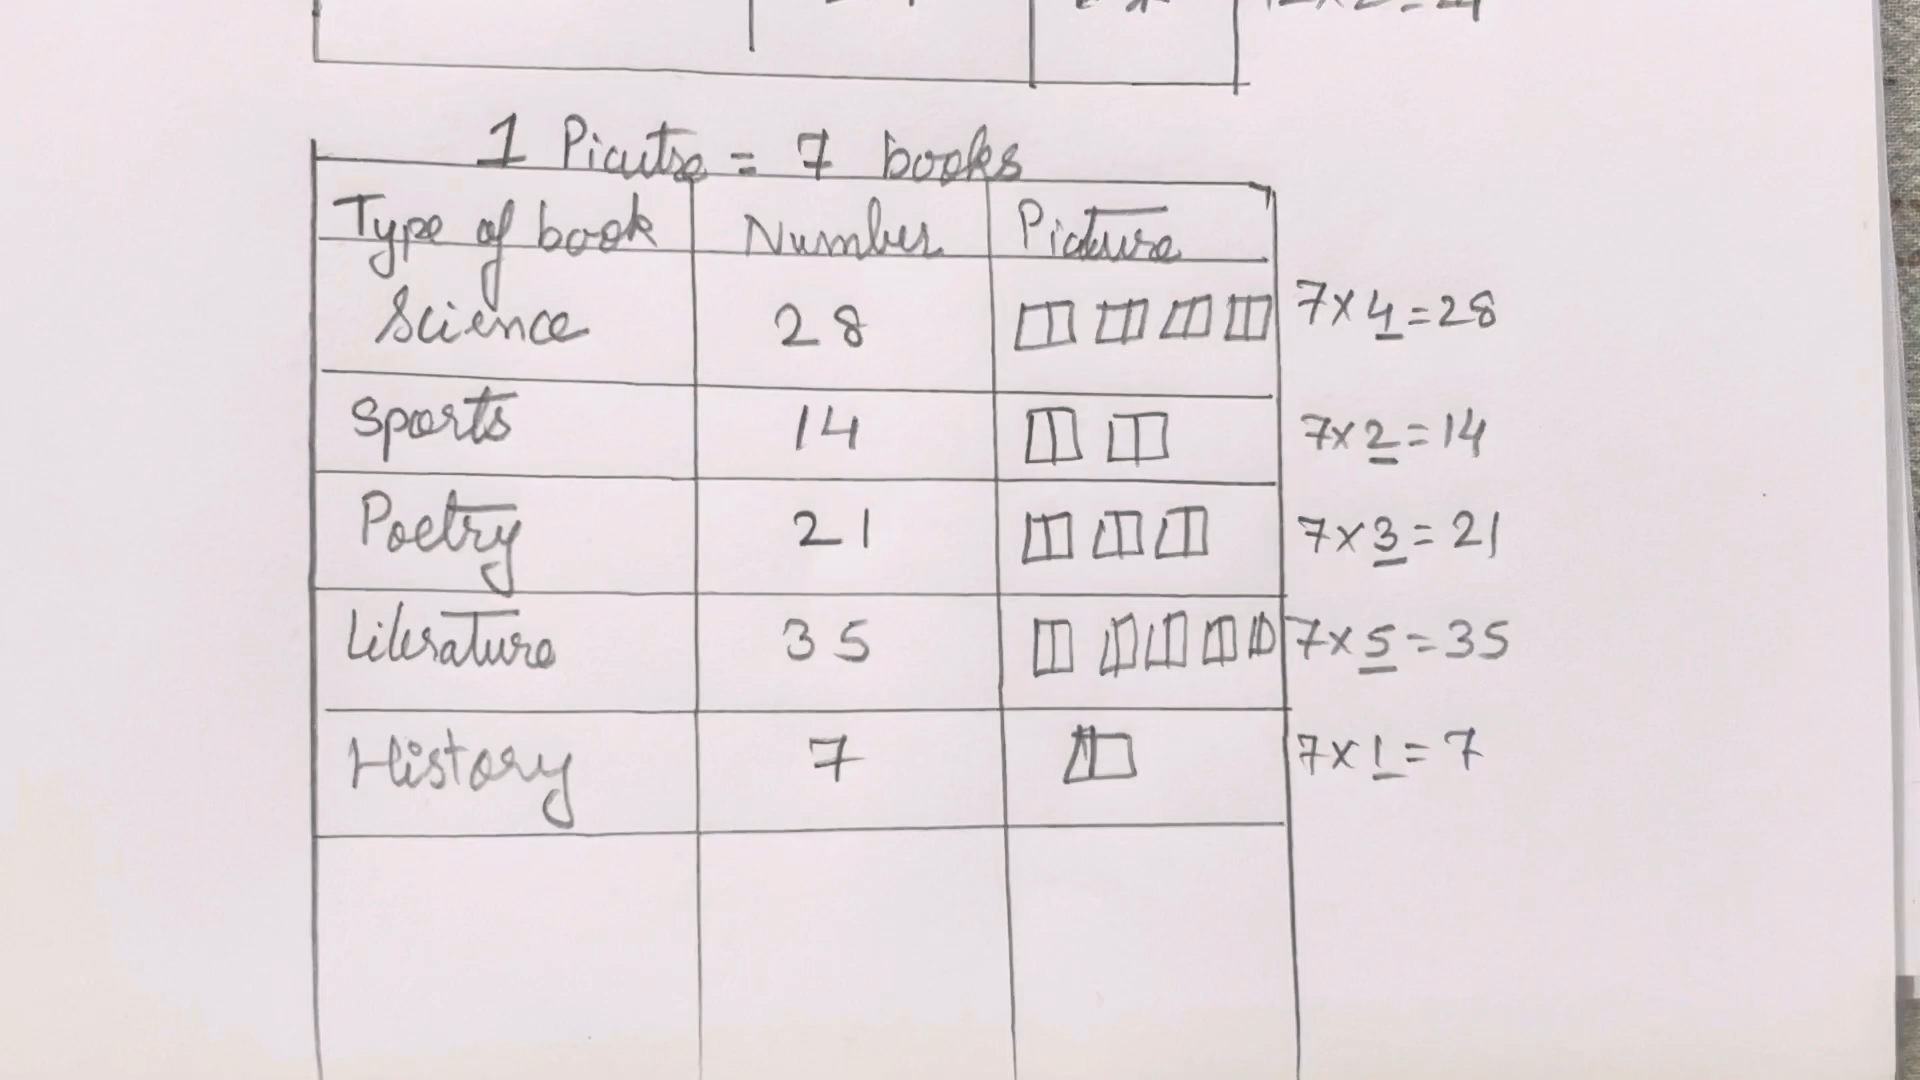 1 Picutre = 7 books
Type of book Number Picture
Science 28 7x4=28
Sports 14 7x2=14
Poetry 21 7x3=21
Literature 35 7x5=35
History 7 7x1=7